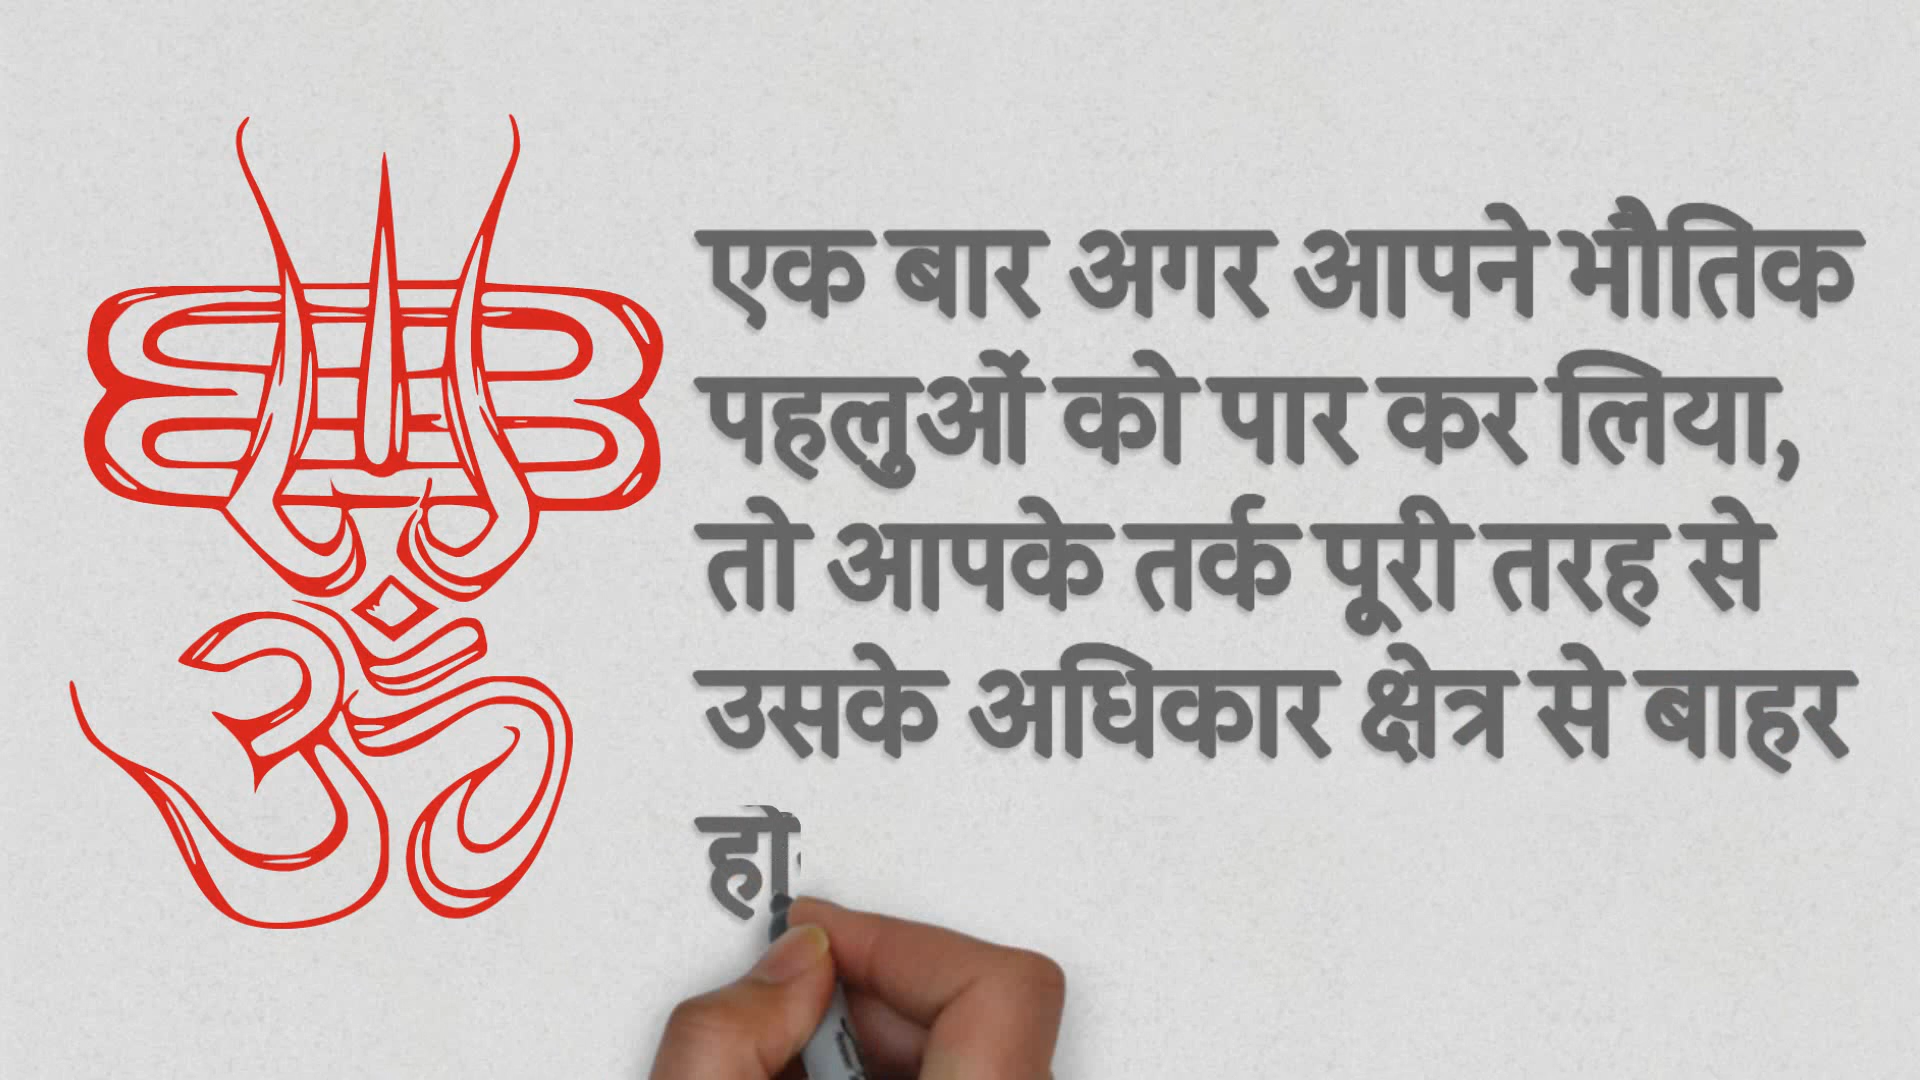 एक बार अगर आपने भौतिक
पहलुओं को पार कर लिया,
तो आपके तर्क पूरी तरह से
उसके अधिकार क्षेत्र से बाहर